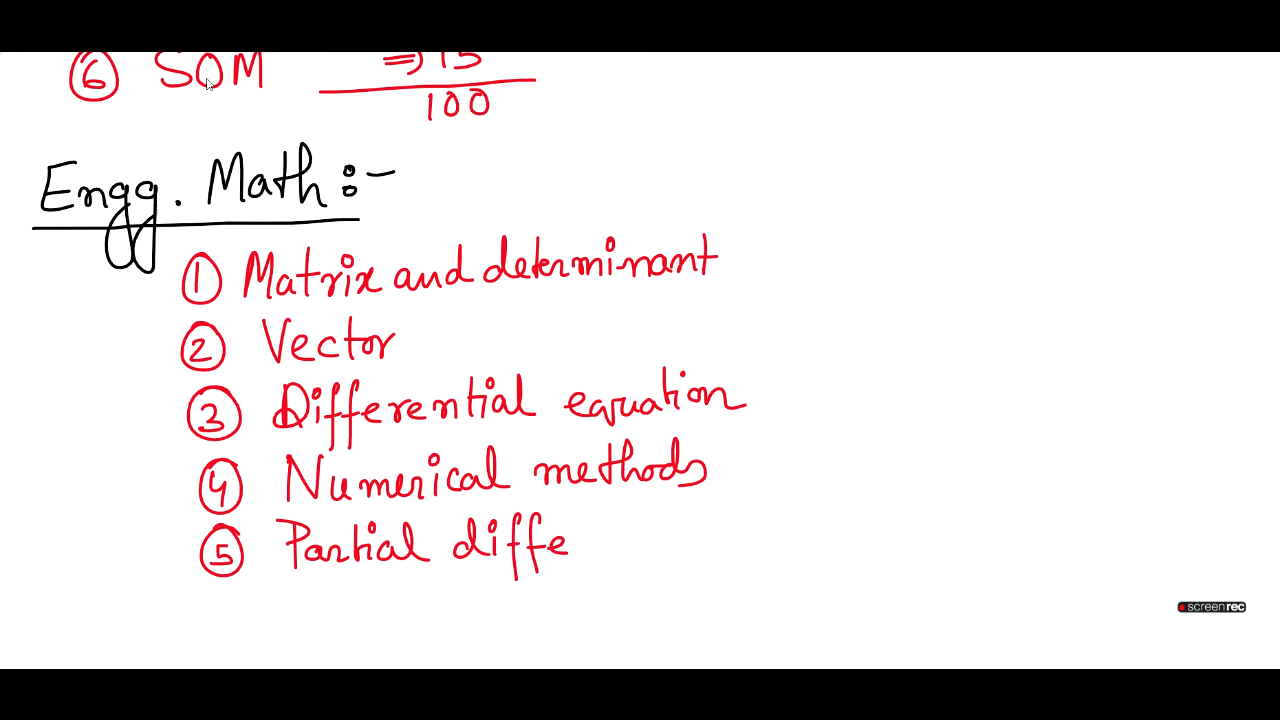 ⑥ SOM ⇒ 15
100
Engg. Math :-
① Matrix and determinant
② Vector
③ Differential equation
④ Numerical methods
⑤ Partial diffe
screenrec